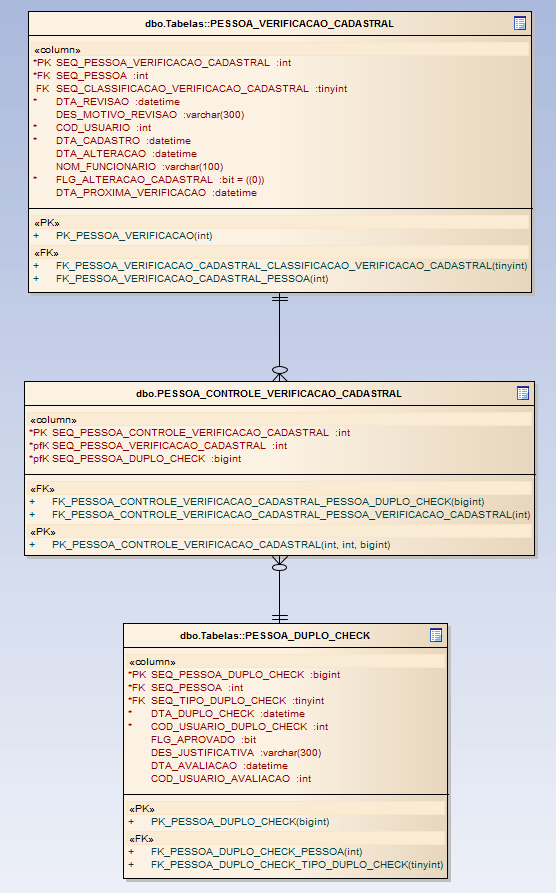 dbo.Tabelas::PESSOA_VERIFICACAO_CADASTRAL
«column»
*PK SEQ_PESSOA_VERIFICACAO_CADASTRAL :int
*FK SEQ_PESSOA :int
FK SEQ_CLASSIFICACAO_VERIFICACAO_CADASTRAL :tinyint
* DTA_REVISAO :datetime
DES_MOTIVO_REVISAO :varchar(300)
* COD_USUARIO :int
* DTA_CADASTRO :datetime
DTA_ALTERACAO :datetime
NOM_FUNCIONARIO :varchar(100)
* FLG_ALTERACAO_CADASTRAL :bit = ((0))
DTA_PROXIMA_VERIFICACAO :datetime
«PK»
+ PK_PESSOA_VERIFICACAO(int)
«FK»
+ FK_PESSOA_VERIFICACAO_CADASTRAL_CLASSIFICACAO_VERIFICACAO_CADASTRAL(tinyint)
+ FK_PESSOA_VERIFICACAO_CADASTRAL_PESSOA(int)
dbo.PESSOA_CONTROLE_VERIFICACAO_CADASTRAL
«column»
*PK SEQ_PESSOA_CONTROLE_VERIFICACAO_CADASTRAL :int
*pfK SEQ_PESSOA_VERIFICACAO_CADASTRAL :int
*pfK SEQ_PESSOA_DUPLO_CHECK :bigint
«FK»
+ FK_PESSOA_CONTROLE_VERIFICACAO_CADASTRAL_PESSOA_DUPLO_CHECK(bigint)
+ FK_PESSOA_CONTROLE_VERIFICACAO_CADASTRAL_PESSOA_VERIFICACAO_CADASTRAL(int)
«PK»
+ PK_PESSOA_CONTROLE_VERIFICACAO_CADASTRAL(int, int, bigint)
dbo.Tabelas::PESSOA_DUPLO_CHECK
«column»
*PK SEQ_PESSOA_DUPLO_CHECK :bigint
*FK SEQ_PESSOA :int
*FK SEQ_TIPO_DUPLO_CHECK :tinyint
* DTA_DUPLO_CHECK :datetime
* COD_USUARIO_DUPLO_CHECK :int
FLG_APROVADO :bit
DES_JUSTIFICATIVA :varchar(300)
DTA_AVALIACAO :datetime
COD_USUARIO_AVALIACAO :int
«PK»
+ PK_PESSOA_DUPLO_CHECK(bigint)
«FK»
+ FK_PESSOA_DUPLO_CHECK_PESSOA(int)
+ FK_PESSOA_DUPLO_CHECK_TIPO_DUPLO_CHECK(tinyint)